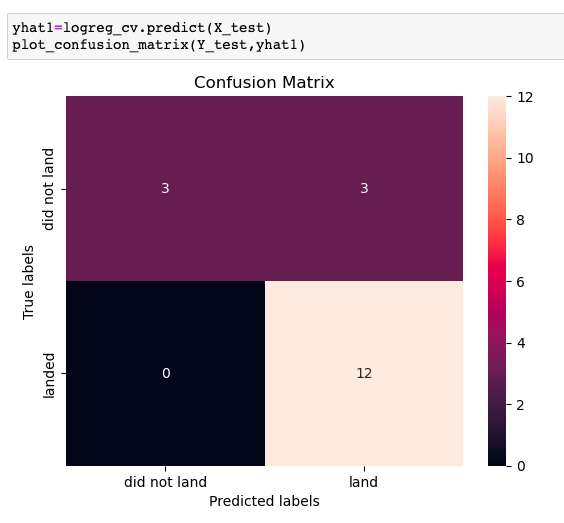 yhat1=logreg_cv.predict(X_test)
plot_confusion_matrix(Y_test,yhat1)
Confusion Matrix
12
10
8
6
4
2
0
True labels
did not land
landed
3
3
0
12
did not land
land
Predicted labels